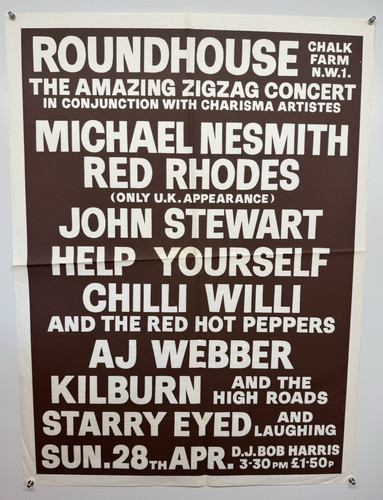 ROUNDHOUSE CHALK FARM N.W.1.
THE AMAZING ZIGZAG CONCERT
IN CONJUNCTION WITH CHARISMA ARTISTES
MICHAEL NESMITH
RED RHODES
(ONLY U.K. APPEARANCE)
JOHN STEWART
HELP YOURSELF
CHILLI WILLI
AND THE RED HOT PEPPERS
AJ WEBBER
KILBURN AND THE HIGH ROADS
STARRY EYED AND LAUGHING
SUN. 28TH APR. D.J. BOB HARRIS 3-30 PM £1-50P